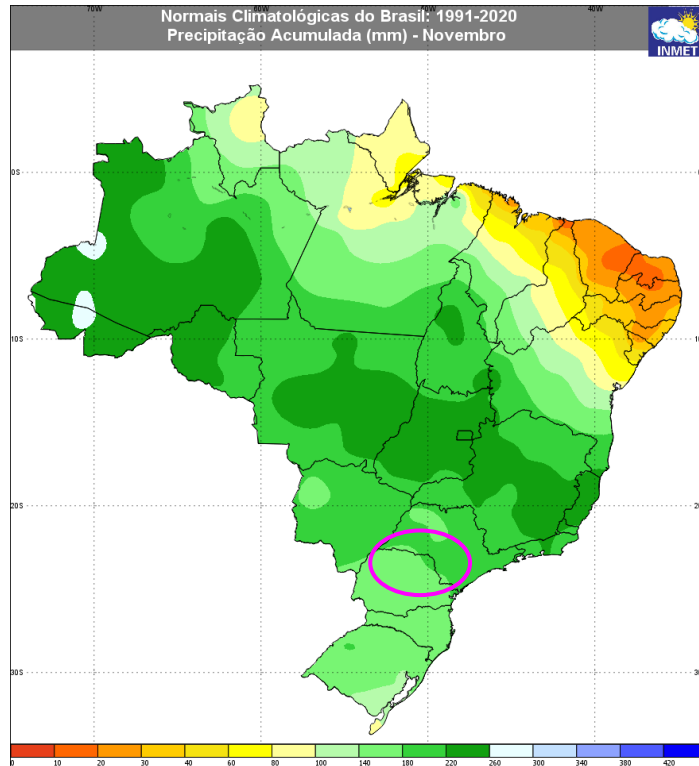 Normais Climatológicas do Brasil: 1991-2020
Precipitação Acumulada (mm) - Novembro
INMET
70W 60W 50W 40W
0S
10S
20S
30S
0 10 20 30 40 60 80 100 140 180 220 260 300 340 380 420